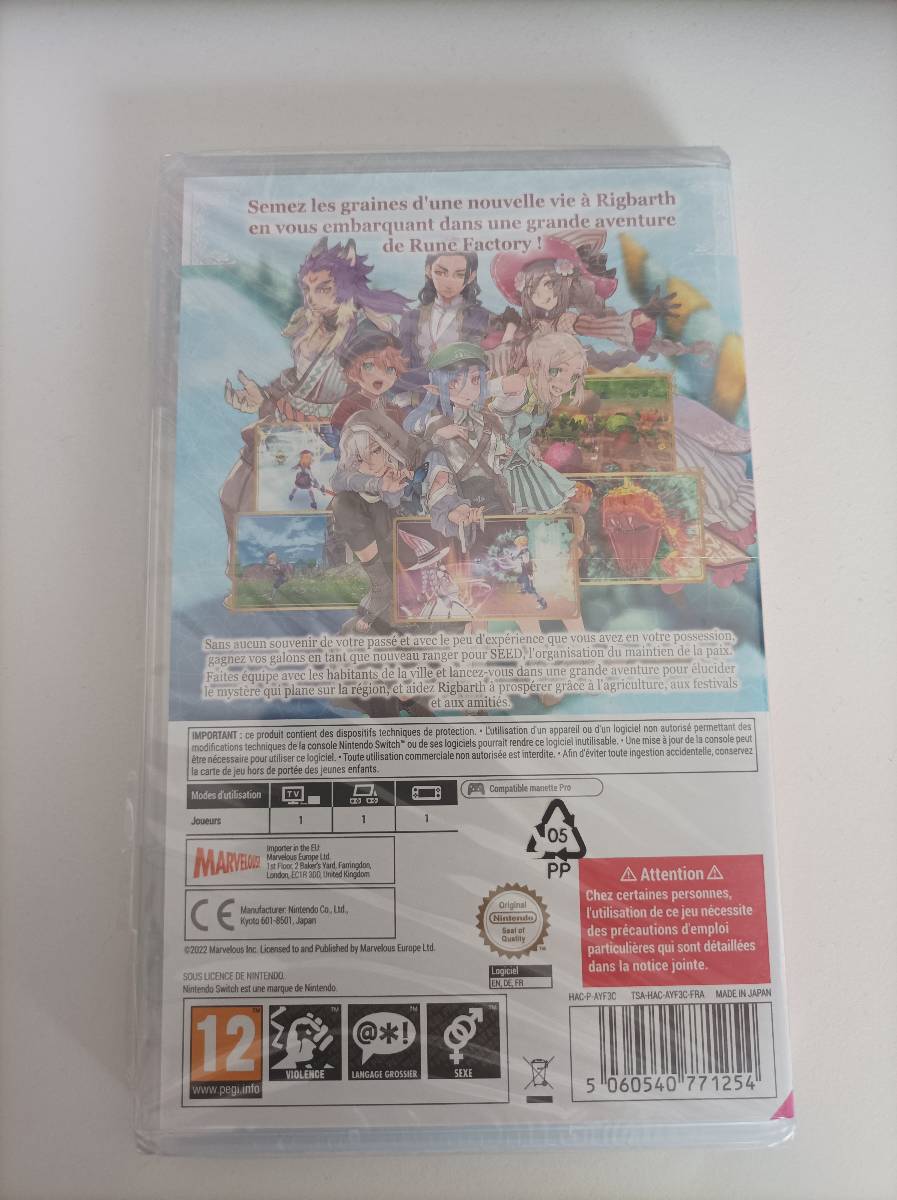 Semez les graines d'une nouvelle vie à Rigbarth
en vous embarquant dans une grande aventure
de Rune Factory !
Sans aucun souvenir de votre passé et avec le peu d'expérience que vous avez en votre possession,
gagnez vos galons en tant que nouveau ranger pour SEED, l'organisation du maintien de la paix.
Faites équipe avec les habitants de la ville et lancez-vous dans une grande aventure pour élucider
le mystère qui plane sur la région, et aidez Rigbarth à prospérer grâce à l'agriculture, aux festivals
et aux amitiés.
IMPORTANT : ce produit contient des dispositifs techniques de protection. • L'utilisation d'un appareil ou d'un logiciel non autorisé permettant des
modifications techniques de la console Nintendo Switch™ ou de ses logiciels pourrait rendre ce logiciel inutilisable. • Une mise à jour de la console peut
être nécessaire pour utiliser ce logiciel. • Toute utilisation commerciale non autorisée est interdite. • Afin d'éviter toute ingestion accidentelle, conservez
la carte de jeu hors de portée des jeunes enfants.
Modes d'utilisation TV
Compatible manette Pro
Joueurs 1 1 1
05
PP
MARVELOUS!
Importer in the EU:
Marvelous Europe Ltd.
1st Floor, 2 Baker's Yard, Farringdon,
London, EC1R 3DD, United Kingdom
CE
Manufacturer: Nintendo Co., Ltd.,
Kyoto 601-8501, Japan
Original
Nintendo
Seal of
Quality
TM
⚠ Attention ⚠
Chez certaines personnes,
l'utilisation de ce jeu nécessite
des précautions d'emploi
particulières qui sont détaillées
dans la notice jointe.
©2022 Marvelous Inc. Licensed to and Published by Marvelous Europe Ltd.
SOUS LICENCE DE NINTENDO.
Nintendo Switch est une marque de Nintendo.
Logiciel
EN, DE, FR
HAC-P-AYF3C TSA-HAC-AYF3C-FRA MADE IN JAPAN
12
www.pegi.info
VIOLENCE
@*!
LANGAGE GROSSIER
SEXE
5 060540 771254